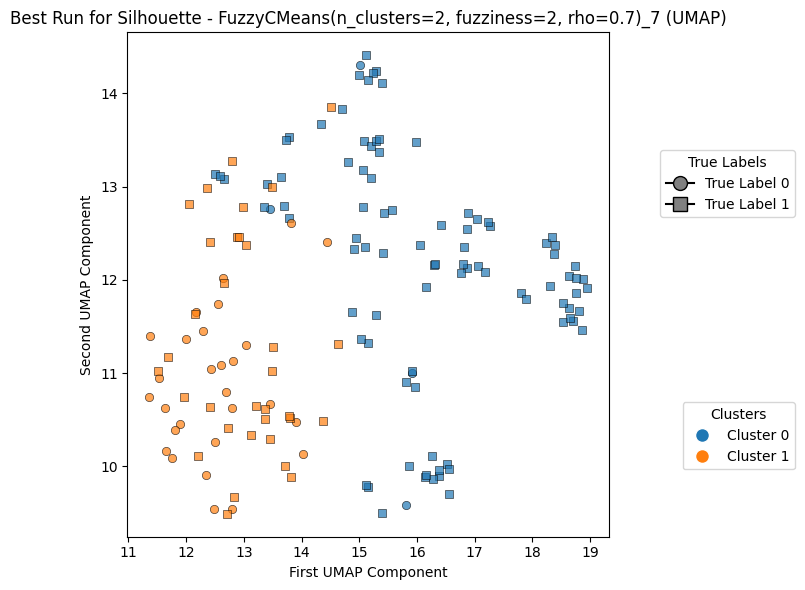 Best Run for Silhouette - FuzzyCMeans(n_clusters=2, fuzziness=2, rho=0.7)_7 (UMAP)
True Labels
True Label 0
True Label 1
Clusters
Cluster 0
Cluster 1
Second UMAP Component
14
13
12
11
10
11 12 13 14 15 16 17 18 19
First UMAP Component